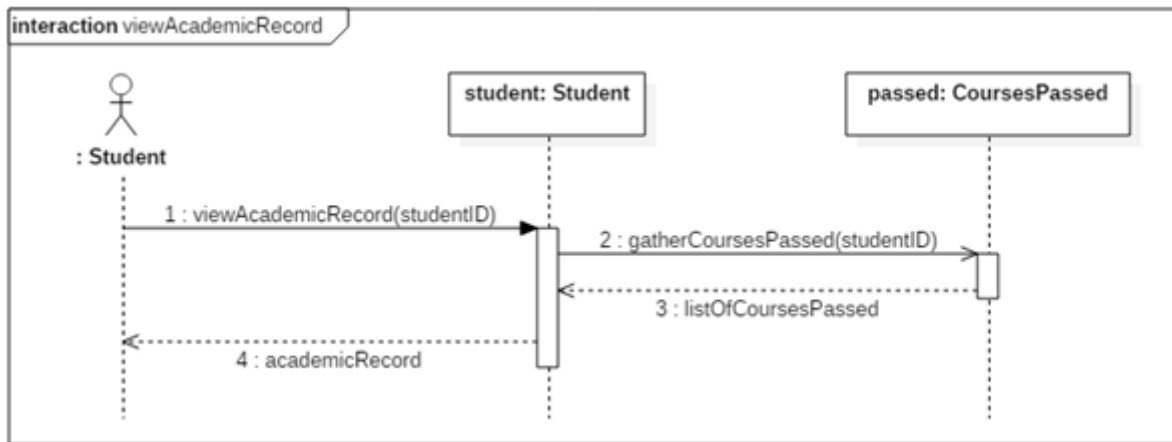 interaction viewAcademicRecord
student: Student
passed: CoursesPassed
: Student
1 : viewAcademicRecord(studentID)
2 : gatherCoursesPassed(studentID)
3 : listOfCoursesPassed
4 : academicRecord